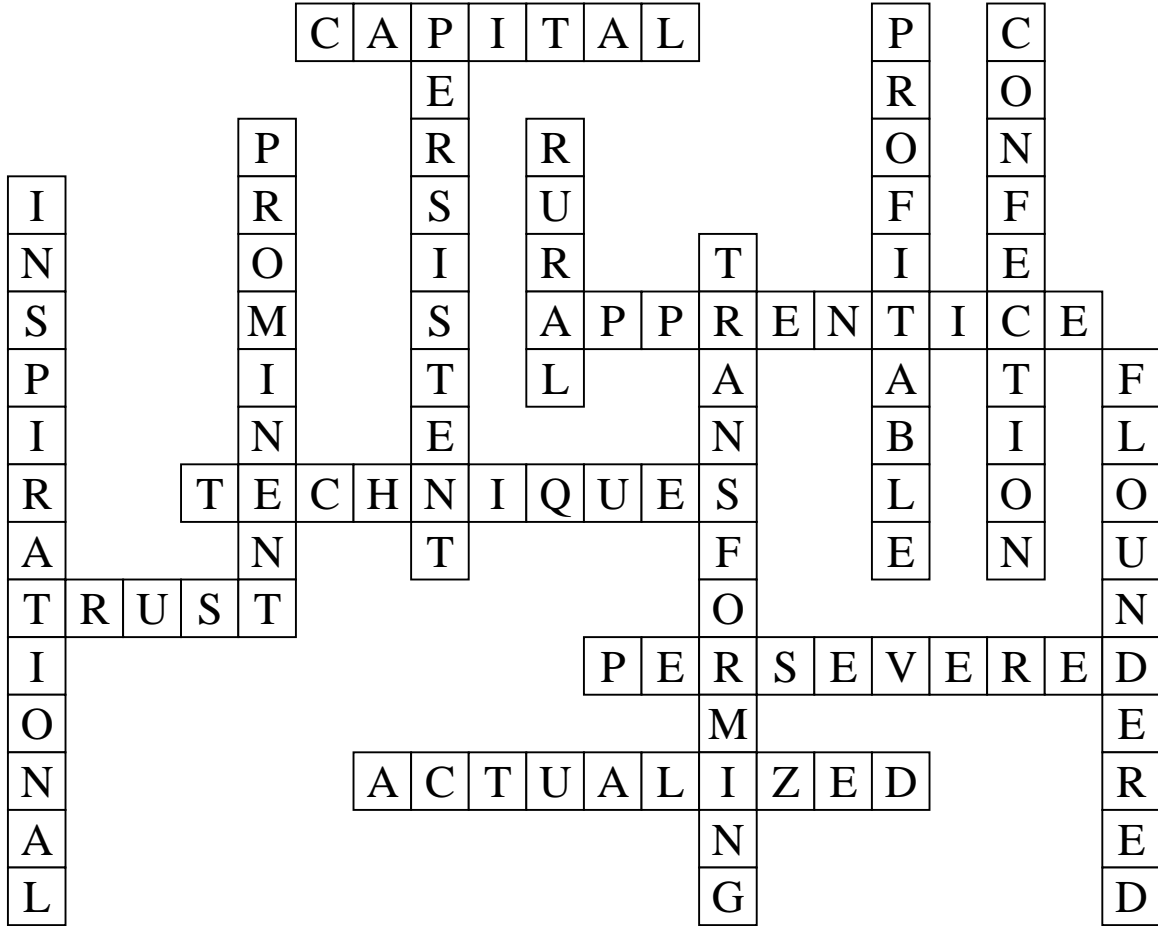 CAPITAL
PERSISTENT
PROFITABLE
CONFECTION
PROMINENT
RURAL
INSPIRATIONAL
TRANSFORMING
APPRENTICE
FLOUNDERED
TECHNIQUES
TRUST
PERSEVERED
ACTUALIZED